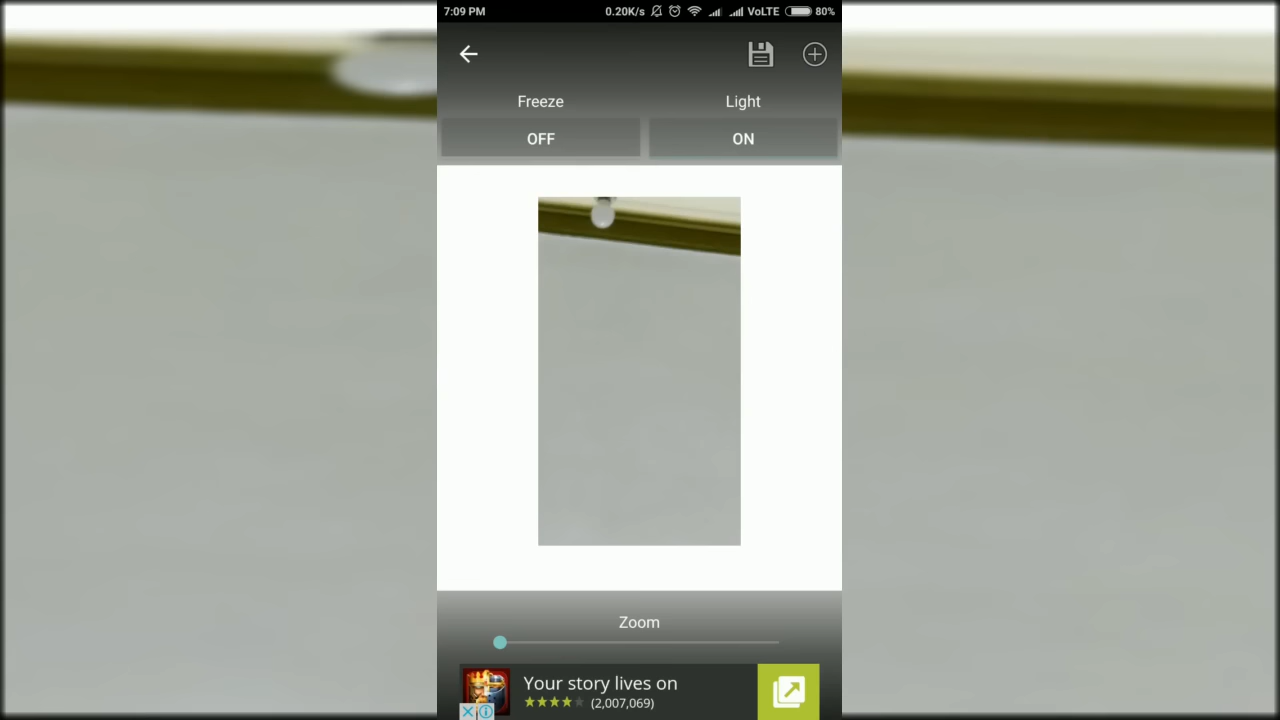 7:09 PM 0.20K/s VoLTE 80%
Freeze Light
OFF ON
Zoom
Your story lives on
(2,007,069)